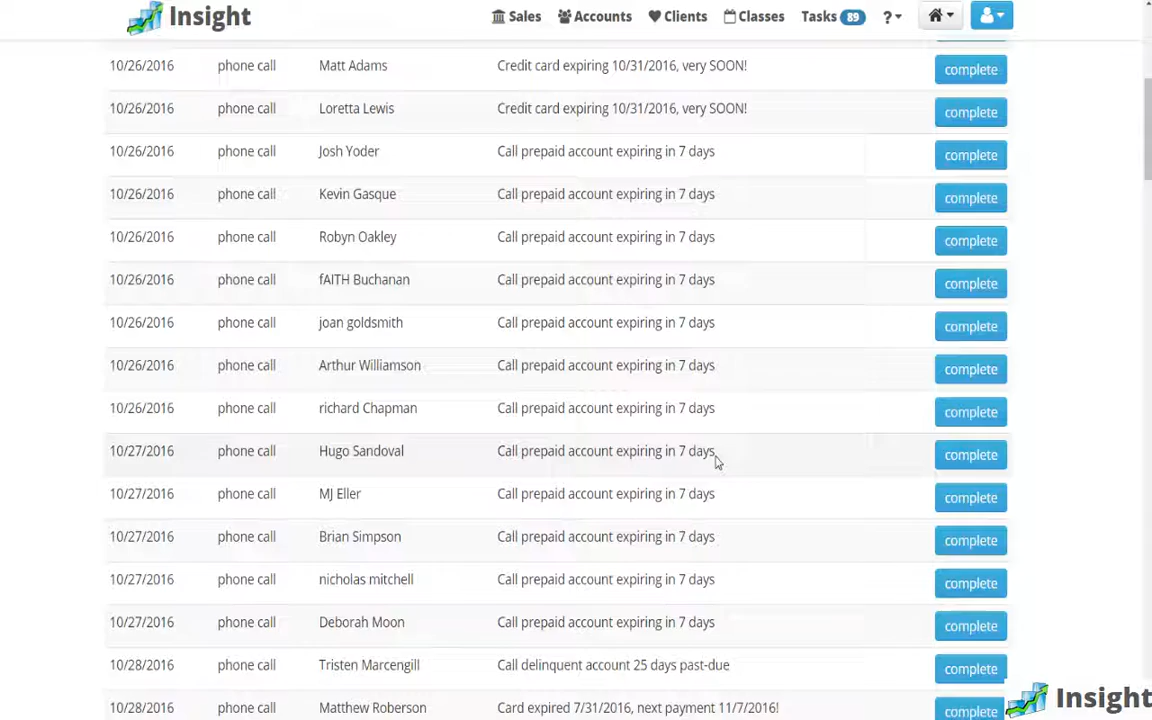 Insight Sales Accounts Clients Classes Tasks 89 ?
10/26/2016 phone call Matt Adams Credit card expiring 10/31/2016, very SOON! complete
10/26/2016 phone call Loretta Lewis Credit card expiring 10/31/2016, very SOON! complete
10/26/2016 phone call Josh Yoder Call prepaid account expiring in 7 days complete
10/26/2016 phone call Kevin Gasque Call prepaid account expiring in 7 days complete
10/26/2016 phone call Robyn Oakley Call prepaid account expiring in 7 days complete
10/26/2016 phone call fAITH Buchanan Call prepaid account expiring in 7 days complete
10/26/2016 phone call joan goldsmith Call prepaid account expiring in 7 days complete
10/26/2016 phone call Arthur Williamson Call prepaid account expiring in 7 days complete
10/26/2016 phone call richard Chapman Call prepaid account expiring in 7 days complete
10/27/2016 phone call Hugo Sandoval Call prepaid account expiring in 7 days complete
10/27/2016 phone call MJ Eller Call prepaid account expiring in 7 days complete
10/27/2016 phone call Brian Simpson Call prepaid account expiring in 7 days complete
10/27/2016 phone call nicholas mitchell Call prepaid account expiring in 7 days complete
10/27/2016 phone call Deborah Moon Call prepaid account expiring in 7 days complete
10/28/2016 phone call Tristen Marcengill Call delinquent account 25 days past-due complete
10/28/2016 phone call Matthew Roberson Card expired 7/31/2016, next payment 11/7/2016! complete
Insight